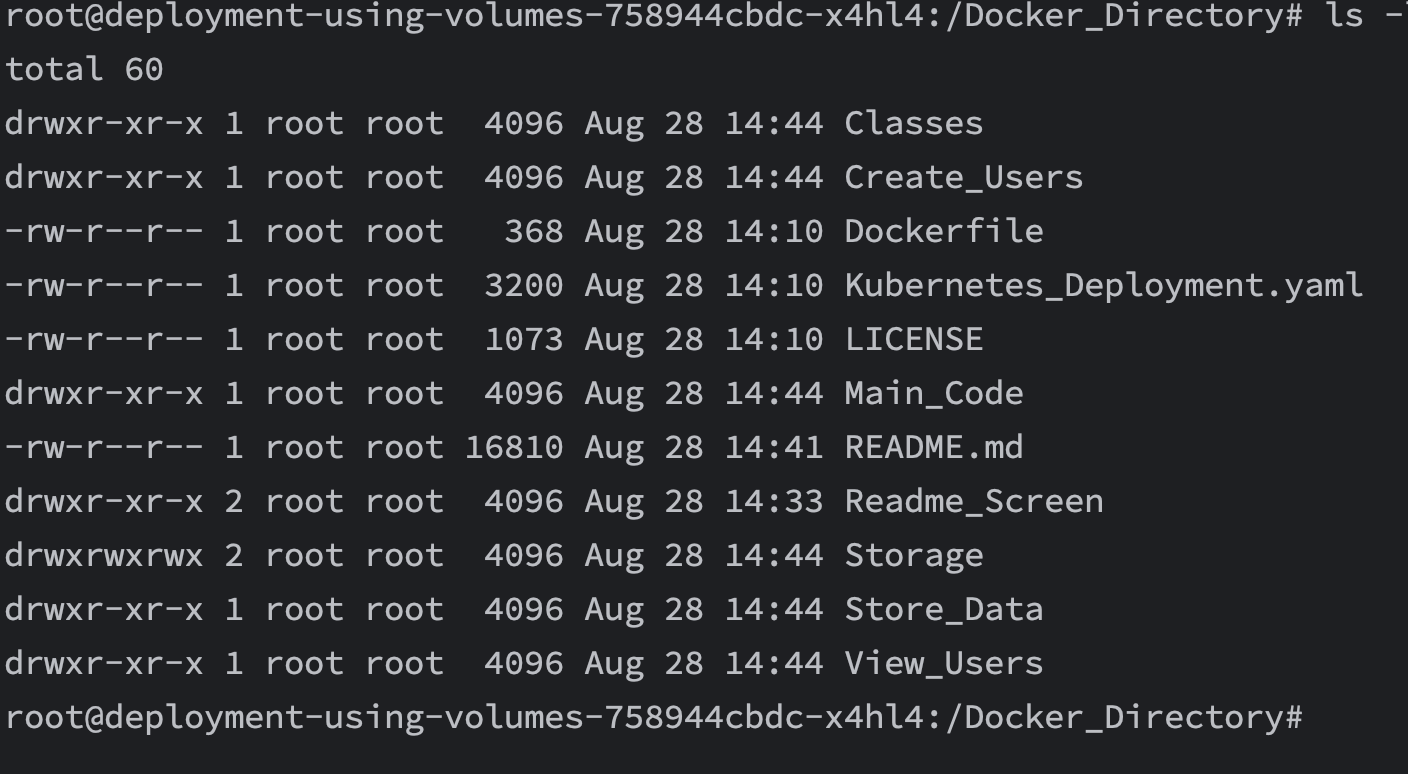 root@deployment-using-volumes-758944cbdc-x4hl4:/Docker_Directory# ls -
total 60
drwxr-xr-x 1 root root  4096 Aug 28 14:44 Classes
drwxr-xr-x 1 root root  4096 Aug 28 14:44 Create_Users
-rw-r--r-- 1 root root   368 Aug 28 14:10 Dockerfile
-rw-r--r-- 1 root root  3200 Aug 28 14:10 Kubernetes_Deployment.yaml
-rw-r--r-- 1 root root  1073 Aug 28 14:10 LICENSE
drwxr-xr-x 1 root root  4096 Aug 28 14:44 Main_Code
-rw-r--r-- 1 root root 16810 Aug 28 14:41 README.md
drwxr-xr-x 2 root root  4096 Aug 28 14:33 Readme_Screen
drwxrwxrwx 2 root root  4096 Aug 28 14:44 Storage
drwxr-xr-x 1 root root  4096 Aug 28 14:44 Store_Data
drwxr-xr-x 1 root root  4096 Aug 28 14:44 View_Users
root@deployment-using-volumes-758944cbdc-x4hl4:/Docker_Directory#